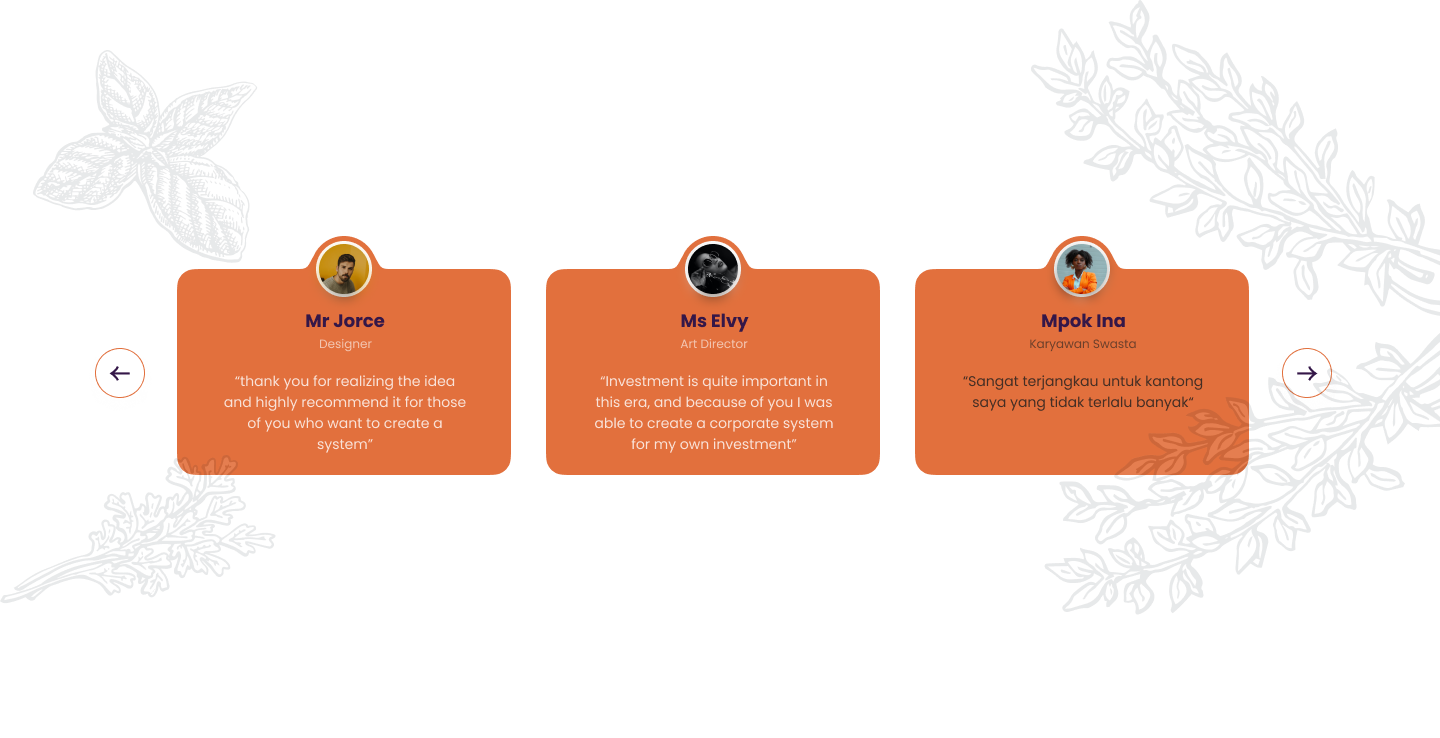 Mr Jorce
Designer
“thank you for realizing the idea
and highly recommend it for those
of you who want to create a
system”
Ms Elvy
Art Director
“Investment is quite important in
this era, and because of you I was
able to create a corporate system
for my own investment”
Mpok Ina
Karyawan Swasta
“Sangat terjangkau untuk kantong
saya yang tidak terlalu banyak“